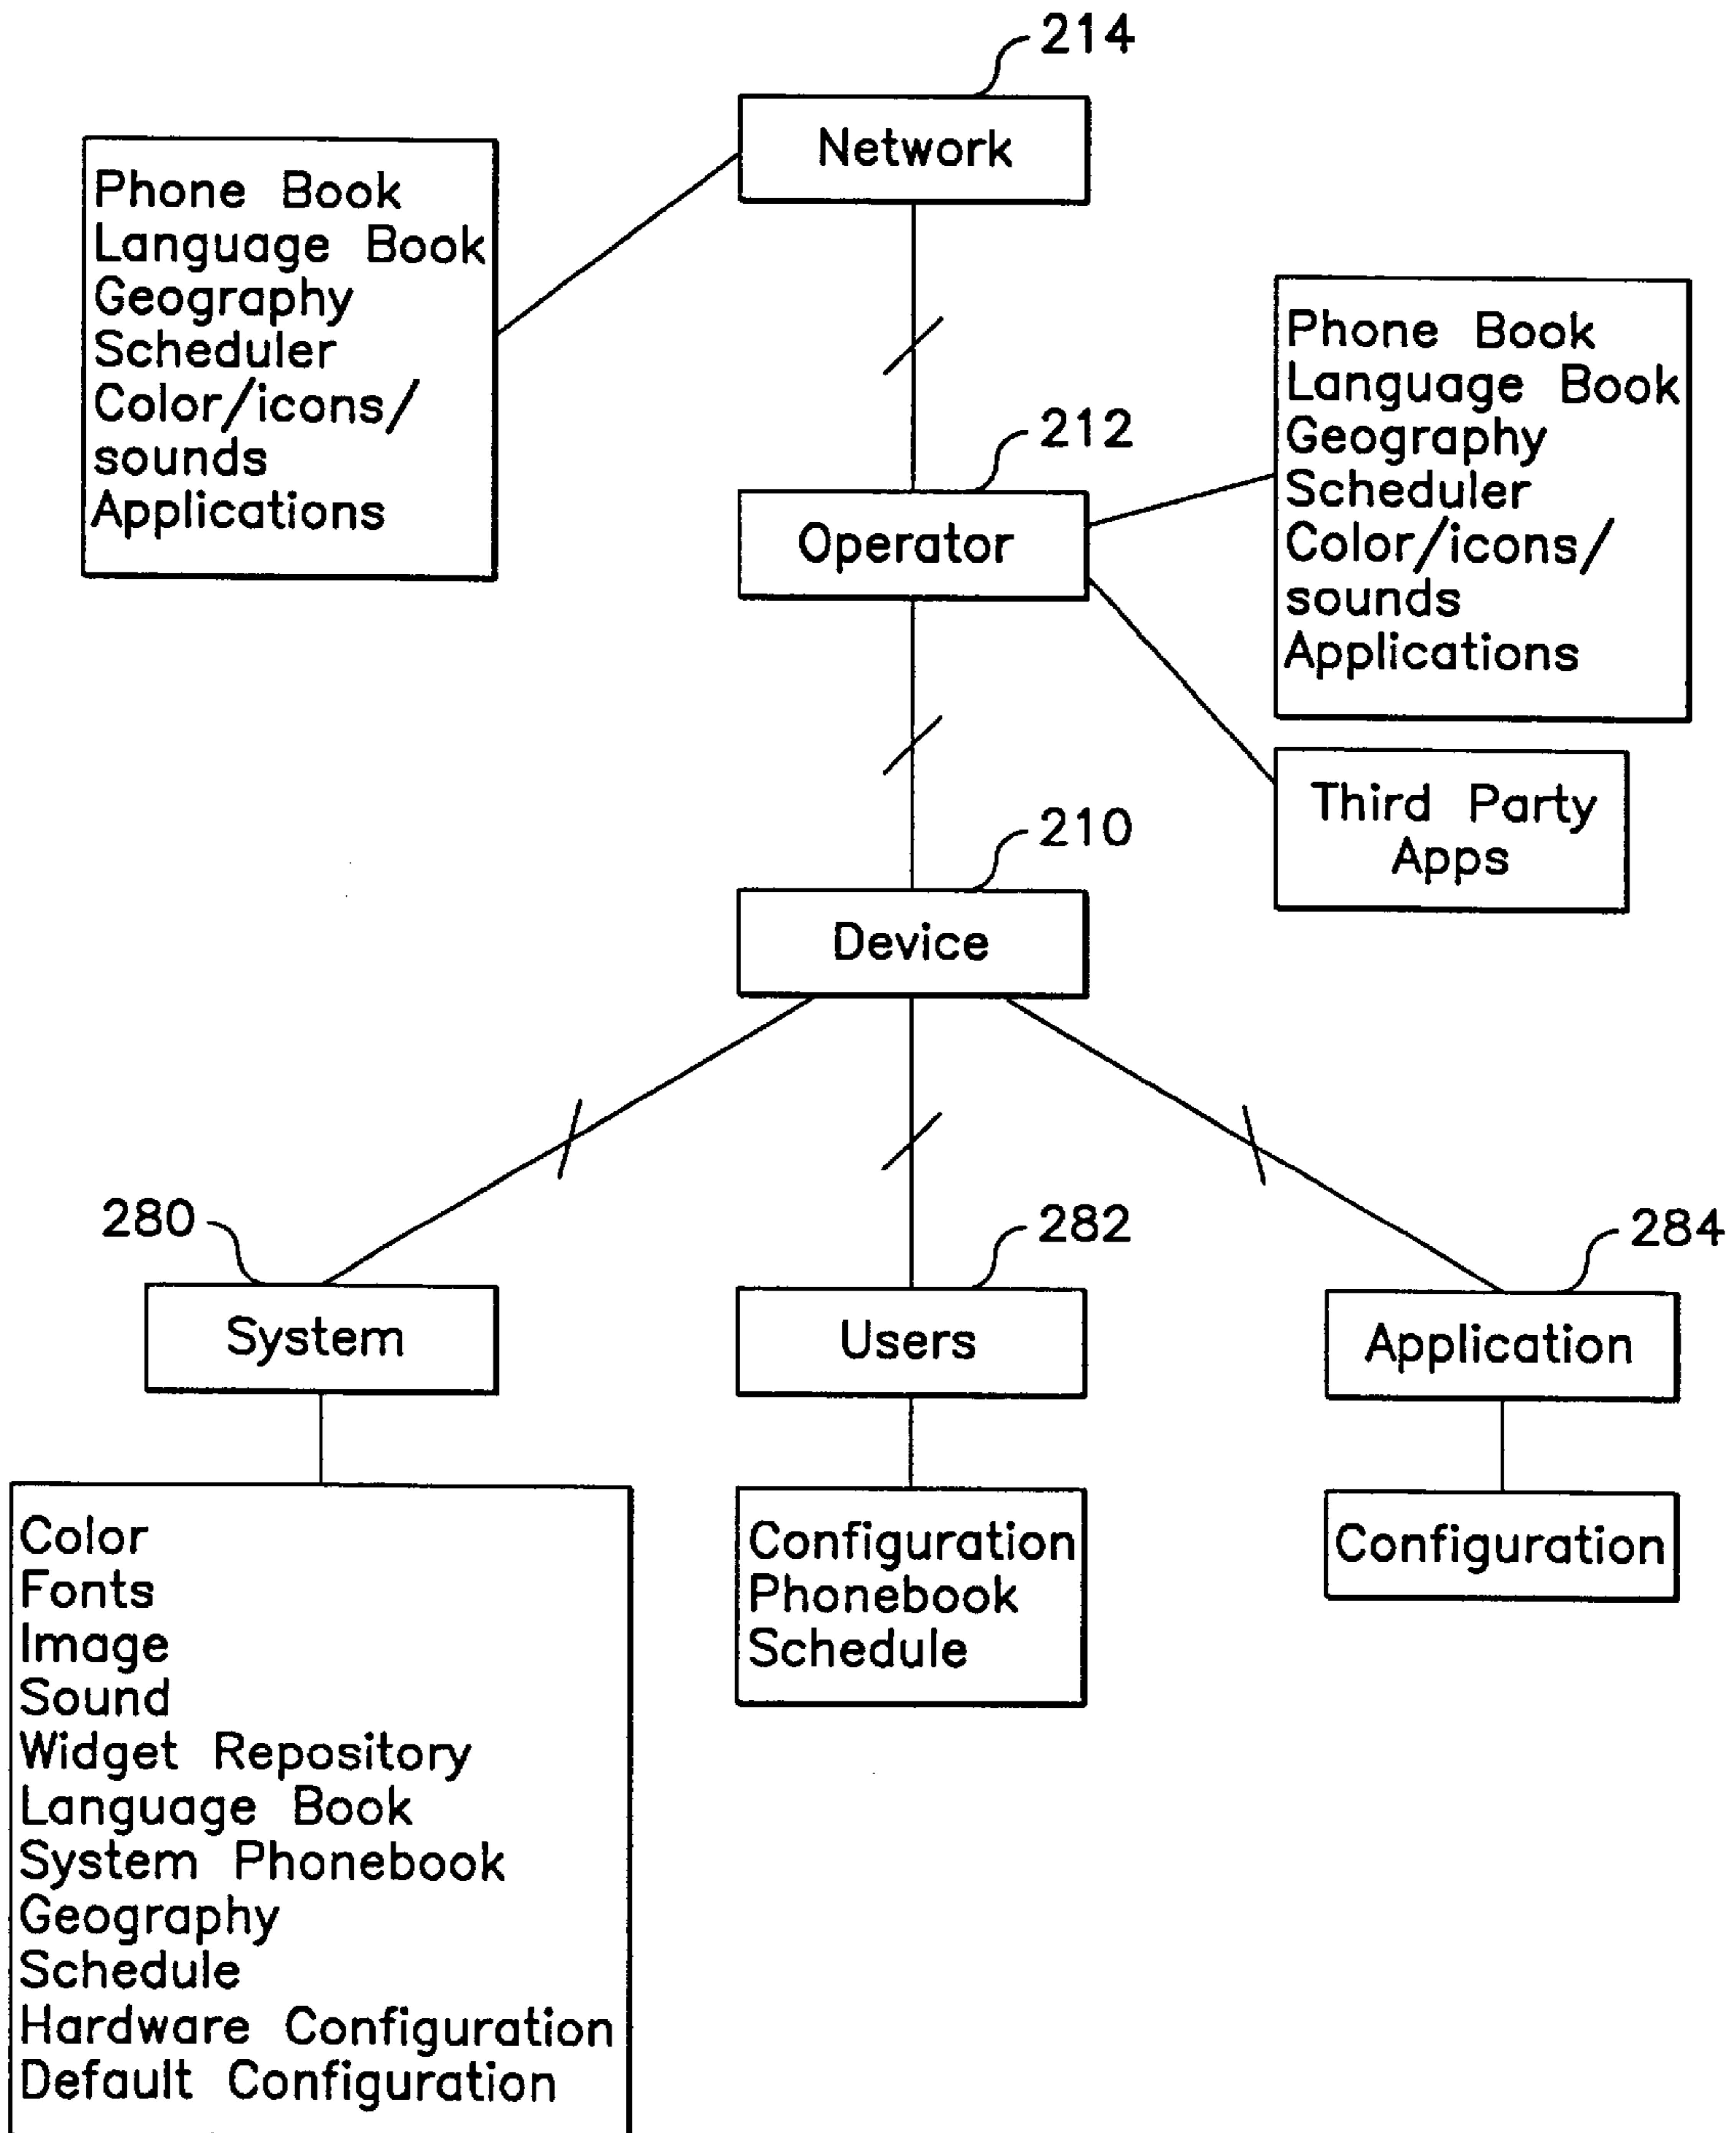 214
Network
Phone Book
Language Book
Geography
Scheduler
Color/icons/
sounds
Applications
212
Operator
Phone Book
Language Book
Geography
Scheduler
Color/icons/
sounds
Applications
Third Party
Apps
210
Device
280
System
282
Users
284
Application
Color
Fonts
Image
Sound
Widget Repository
Language Book
System Phonebook
Geography
Schedule
Hardware Configuration
Default Configuration
Configuration
Phonebook
Schedule
Configuration